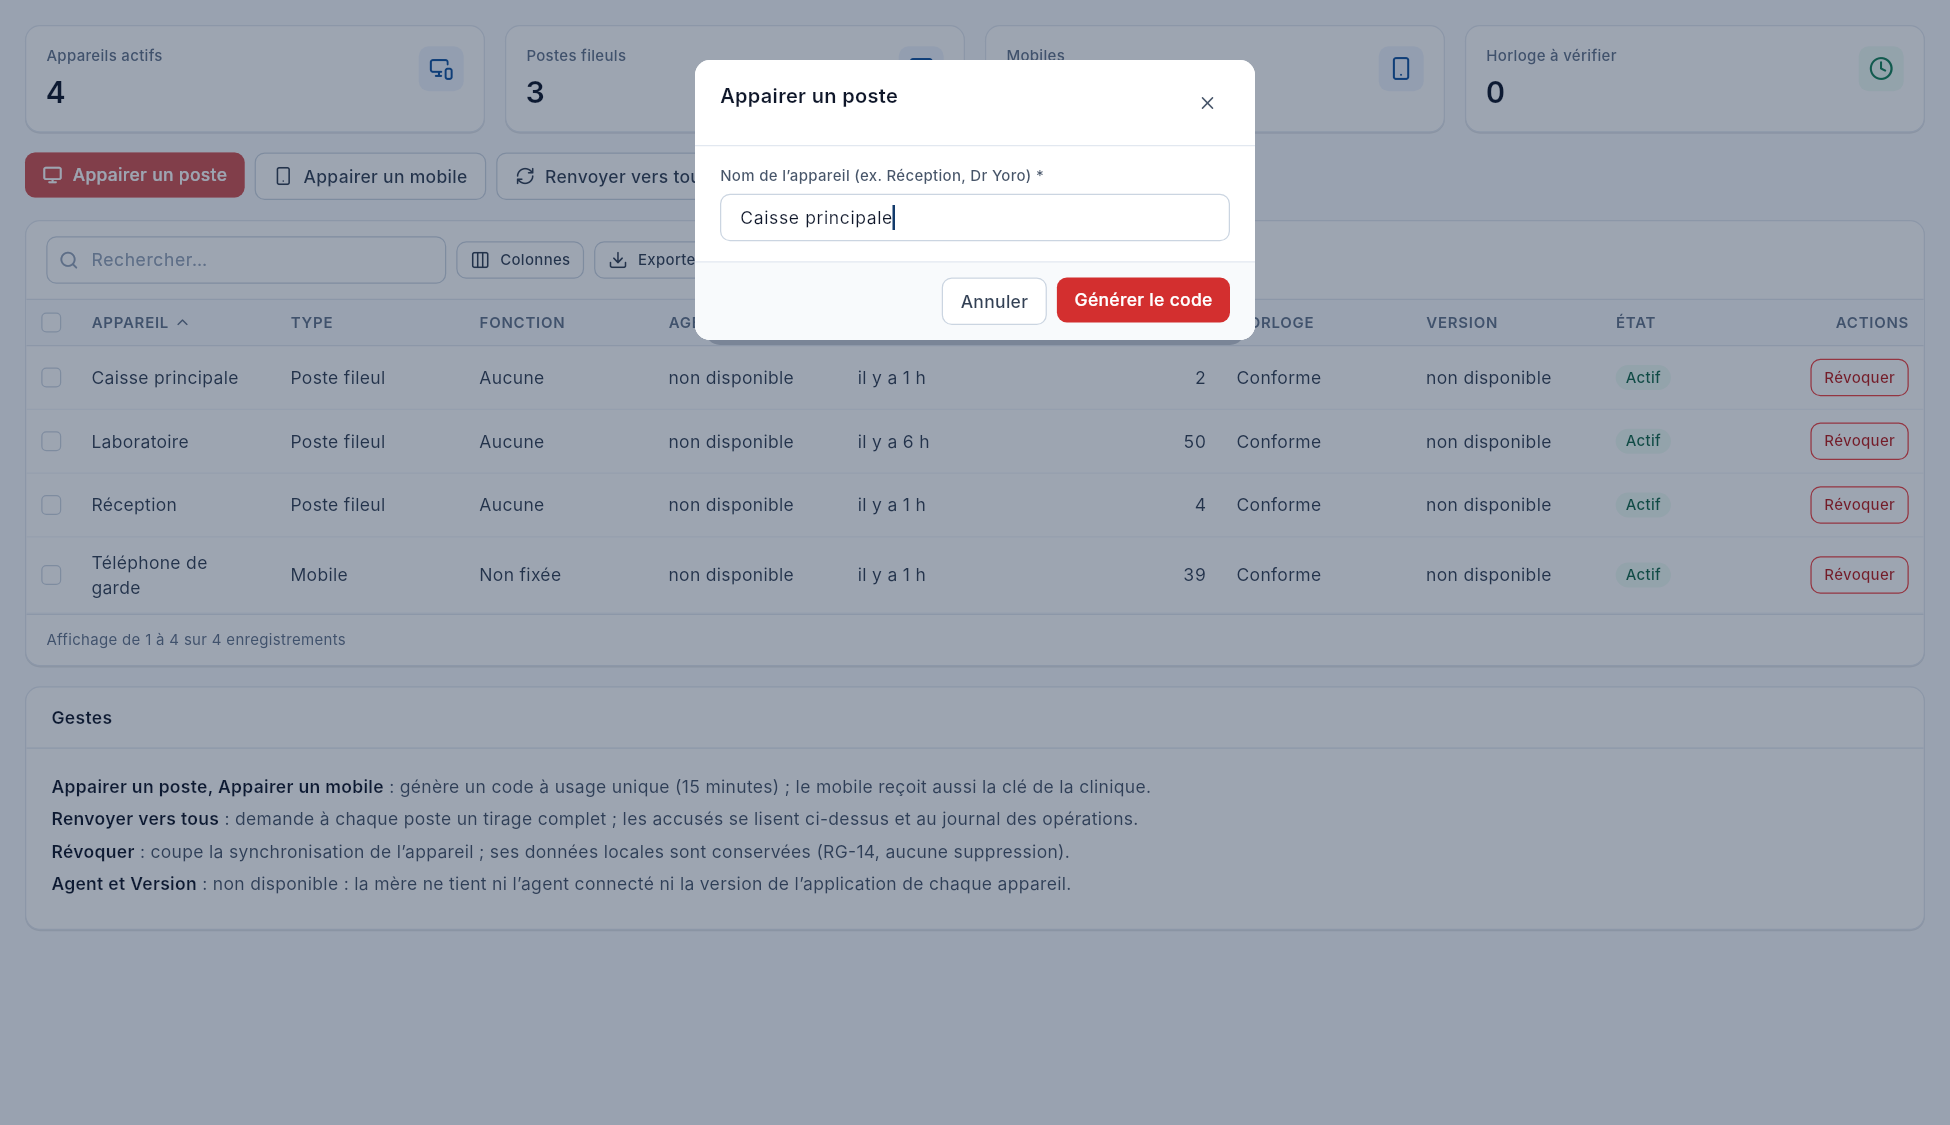 Appareils actifs
4
Postes fileuls
3
Mobiles
Horloge à vérifier
0
Appairer un poste
Nom de l’appareil (ex. Réception, Dr Yoro) *
Caisse principale
Annuler
Générer le code
Appairer un poste
Appairer un mobile
Renvoyer vers
Rechercher...
Colonnes
APPAREIL TYPE FONCTION VERSION ÉTAT ACTIONS
Caisse principale Poste fileul Aucune non disponible il y a 1 h 2 Conforme non disponible Actif Révoquer
Laboratoire Poste fileul Aucune non disponible il y a 6 h 50 Conforme non disponible Actif Révoquer
Réception Poste fileul Aucune non disponible il y a 1 h 4 Conforme non disponible Actif Révoquer
Téléphone de
garde Mobile Non fixée non disponible il y a 1 h 39 Conforme non disponible Actif Révoquer
Affichage de 1 à 4 sur 4 enregistrements
Gestes
Appairer un poste, Appairer un mobile : génère un code à usage unique (15 minutes) ; le mobile reçoit aussi la clé de la clinique.
Renvoyer vers tous : demande à chaque poste un tirage complet ; les accusés se lisent ci-dessus et au journal des opérations.
Révoquer : coupe la synchronisation de l’appareil ; ses données locales sont conservées (RG-14, aucune suppression).
Agent et Version : non disponible : la mère ne tient ni l’agent connecté ni la version de l’application de chaque appareil.